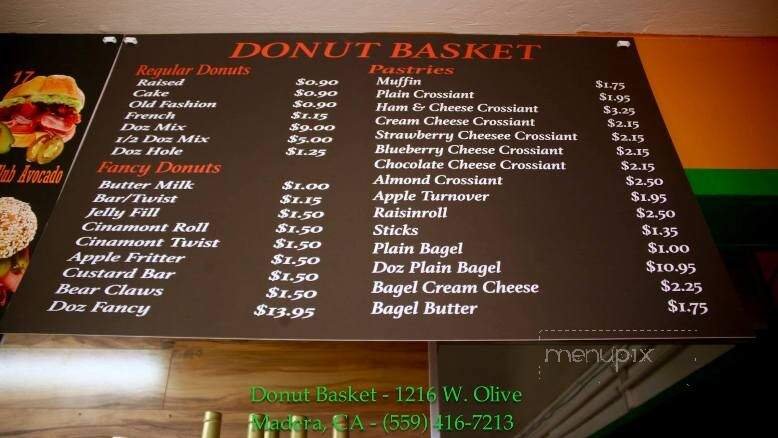 DONUT BASKET
17
Club Avocado
Regular Donuts
Raised $0.90
Cake $0.90
Old Fashion $0.90
French $1.15
Doz Mix $9.00
1/2 Doz Mix $5.00
Doz Hole $1.25
Fancy Donuts
Butter Milk $1.00
Bar/Twist $1.15
Jelly Fill $1.50
Cinamont Roll $1.50
Cinamont Twist $1.50
Apple Fritter $1.50
Custard Bar $1.50
Bear Claws $1.50
Doz Fancy $13.95
Pastries
Muffin $1.75
Plain Crossiant $1.95
Ham & Cheese Crossiant $3.25
Cream Cheese Crossiant $2.15
Strawberry Cheesee Crossiant $2.15
Blueberry Cheese Crossiant $2.15
Chocolate Cheese Crossiant $2.15
Almond Crossiant $2.50
Apple Turnover $1.95
Raisinroll $2.50
Sticks $1.35
Plain Bagel $1.00
Doz Plain Bagel $10.95
Bagel Cream Cheese $2.25
Bagel Butter $1.75
menupix
Donut Basket - 1216 W. Olive
Madera, CA - (559) 416-7213